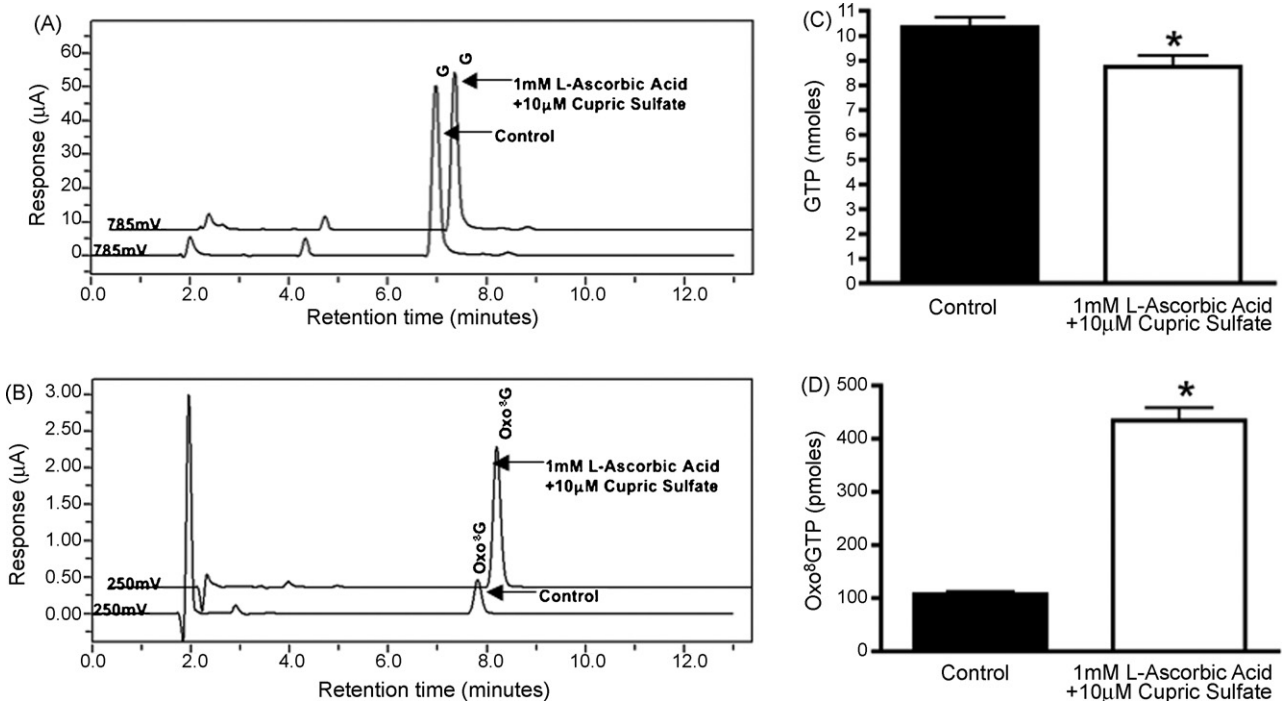 (A)
Response (μA)
60
50
40
30
20
10
0
G
G
1mM L-Ascorbic Acid
+10μM Cupric Sulfate
Control
785mV
785mV
0.0 2.0 4.0 6.0 8.0 10.0 12.0
Retention time (minutes)
(B)
Response (μA)
3.00
2.50
2.00
1.50
1.00
0.50
0.00
Oxo⁸G
Oxo⁸G
1mM L-Ascorbic Acid
+10μM Cupric Sulfate
Control
250mV
250mV
0.0 2.0 4.0 6.0 8.0 10.0 12.0
Retention time (minutes)
(C)
GTP (nmoles)
11
10
9
8
7
6
5
4
3
2
1
0
*
Control
1mM L-Ascorbic Acid
+10μM Cupric Sulfate
(D)
Oxo⁸GTP (pmoles)
500
400
300
200
100
0
*
Control
1mM L-Ascorbic Acid
+10μM Cupric Sulfate